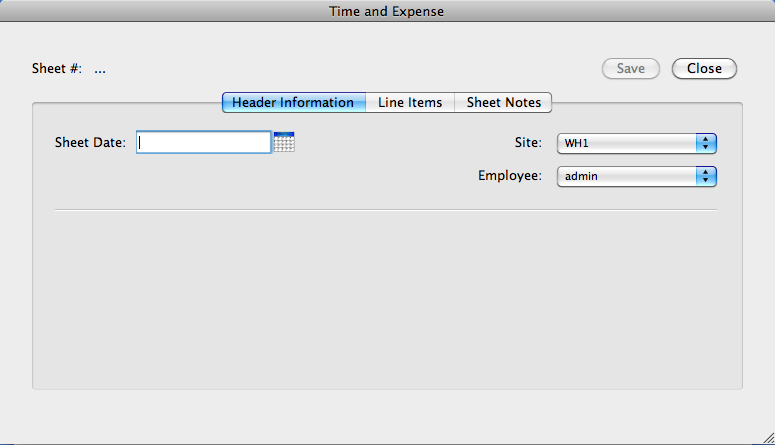 Time and Expense
Sheet #: ... Save Close
Header Information Line Items Sheet Notes
Sheet Date: Site: WH1
Employee: admin